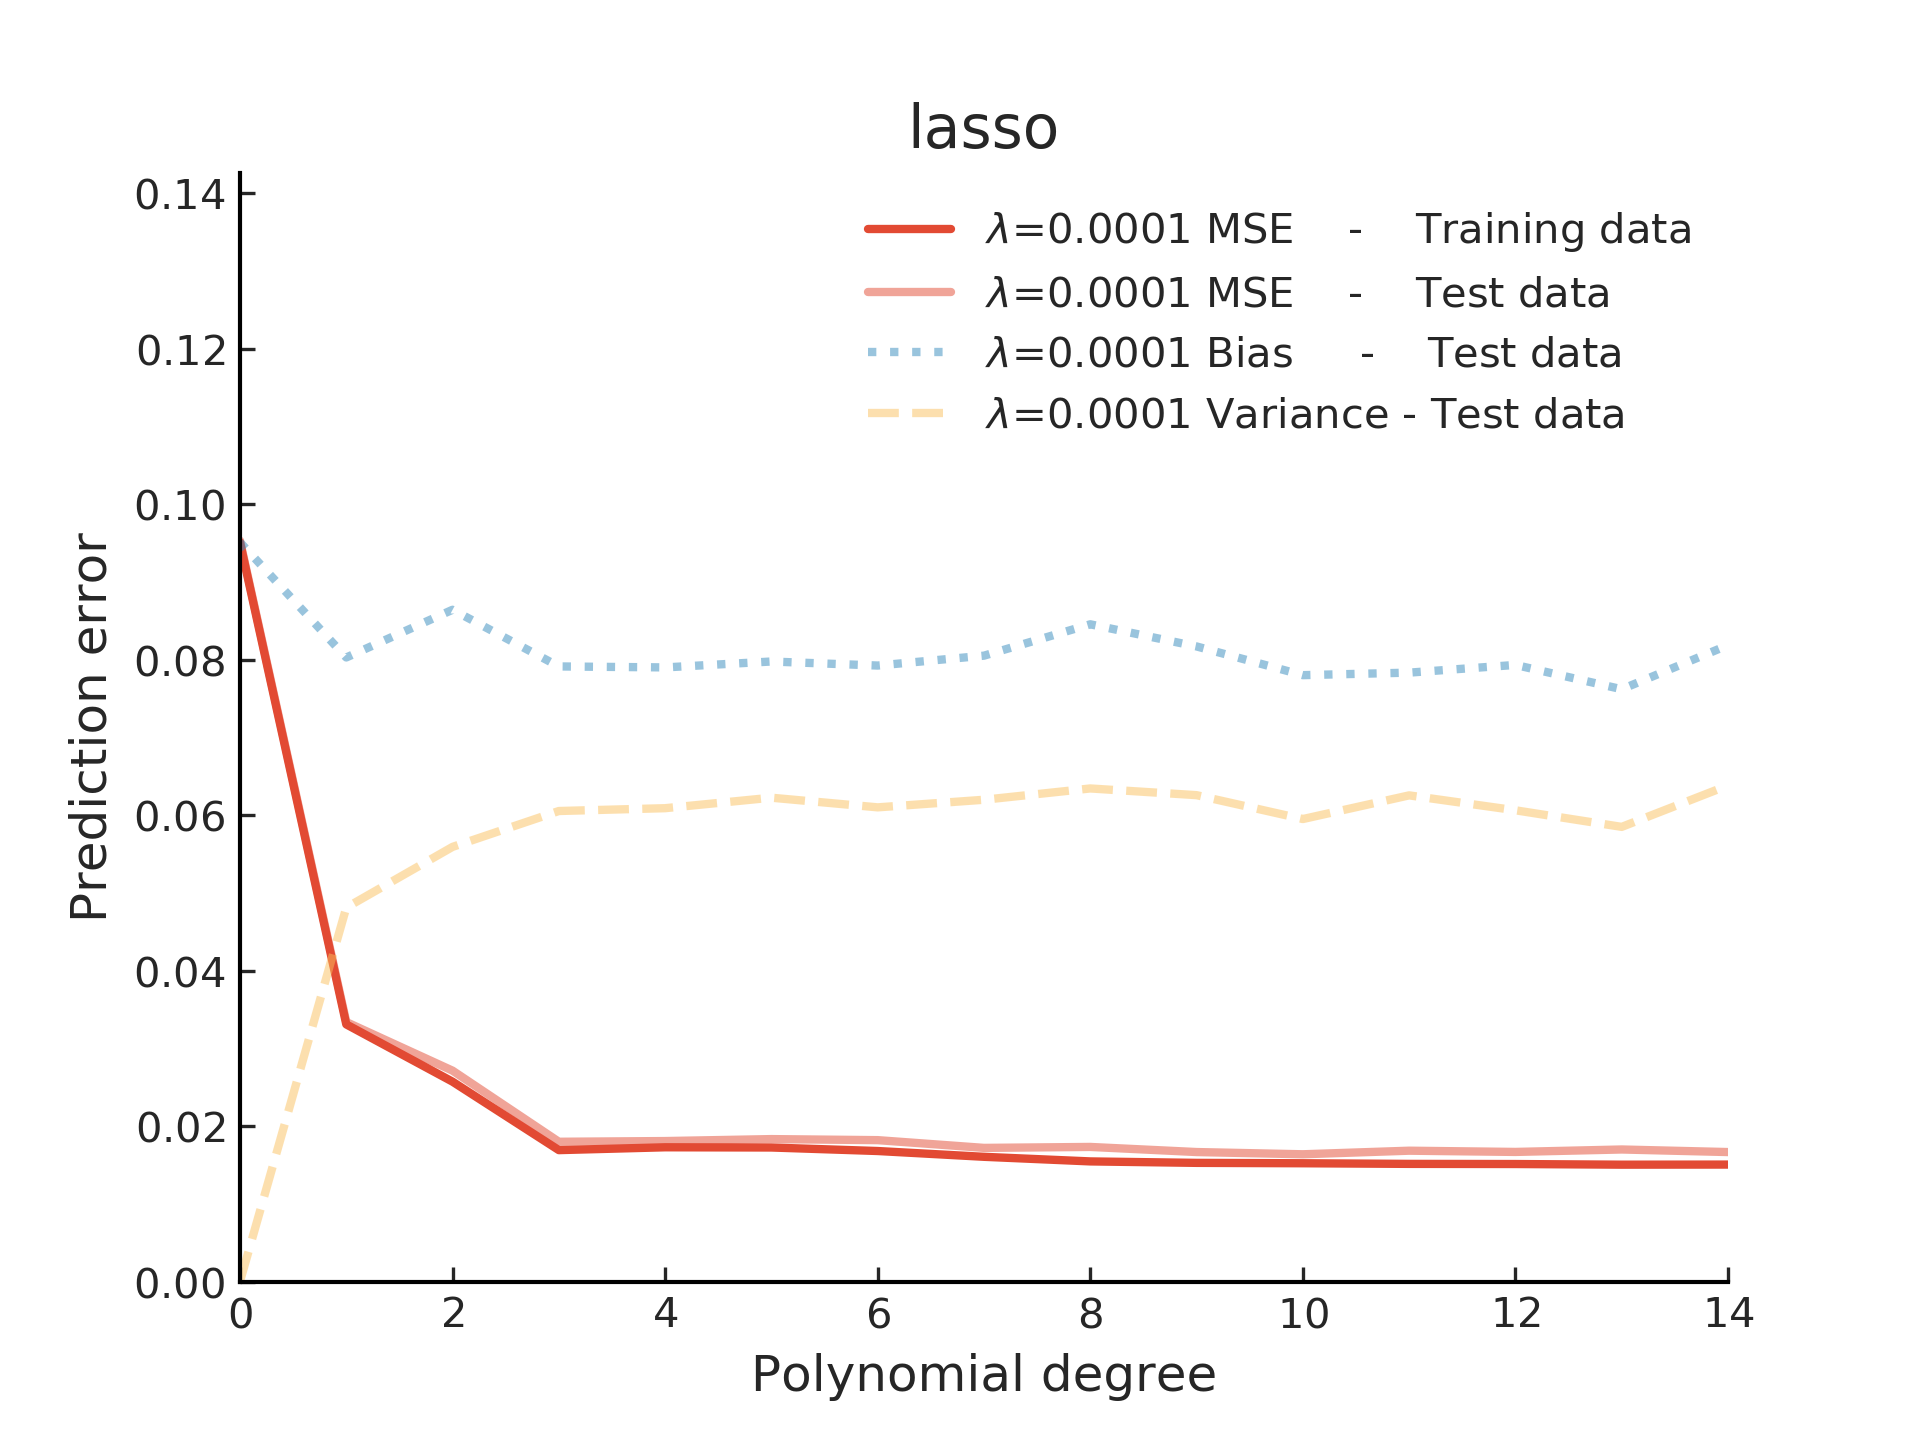 lasso
λ=0.0001 MSE - Training data
λ=0.0001 MSE - Test data
λ=0.0001 Bias - Test data
λ=0.0001 Variance - Test data
Prediction error
0.14
0.12
0.10
0.08
0.06
0.04
0.02
0.00
0 2 4 6 8 10 12 14
Polynomial degree